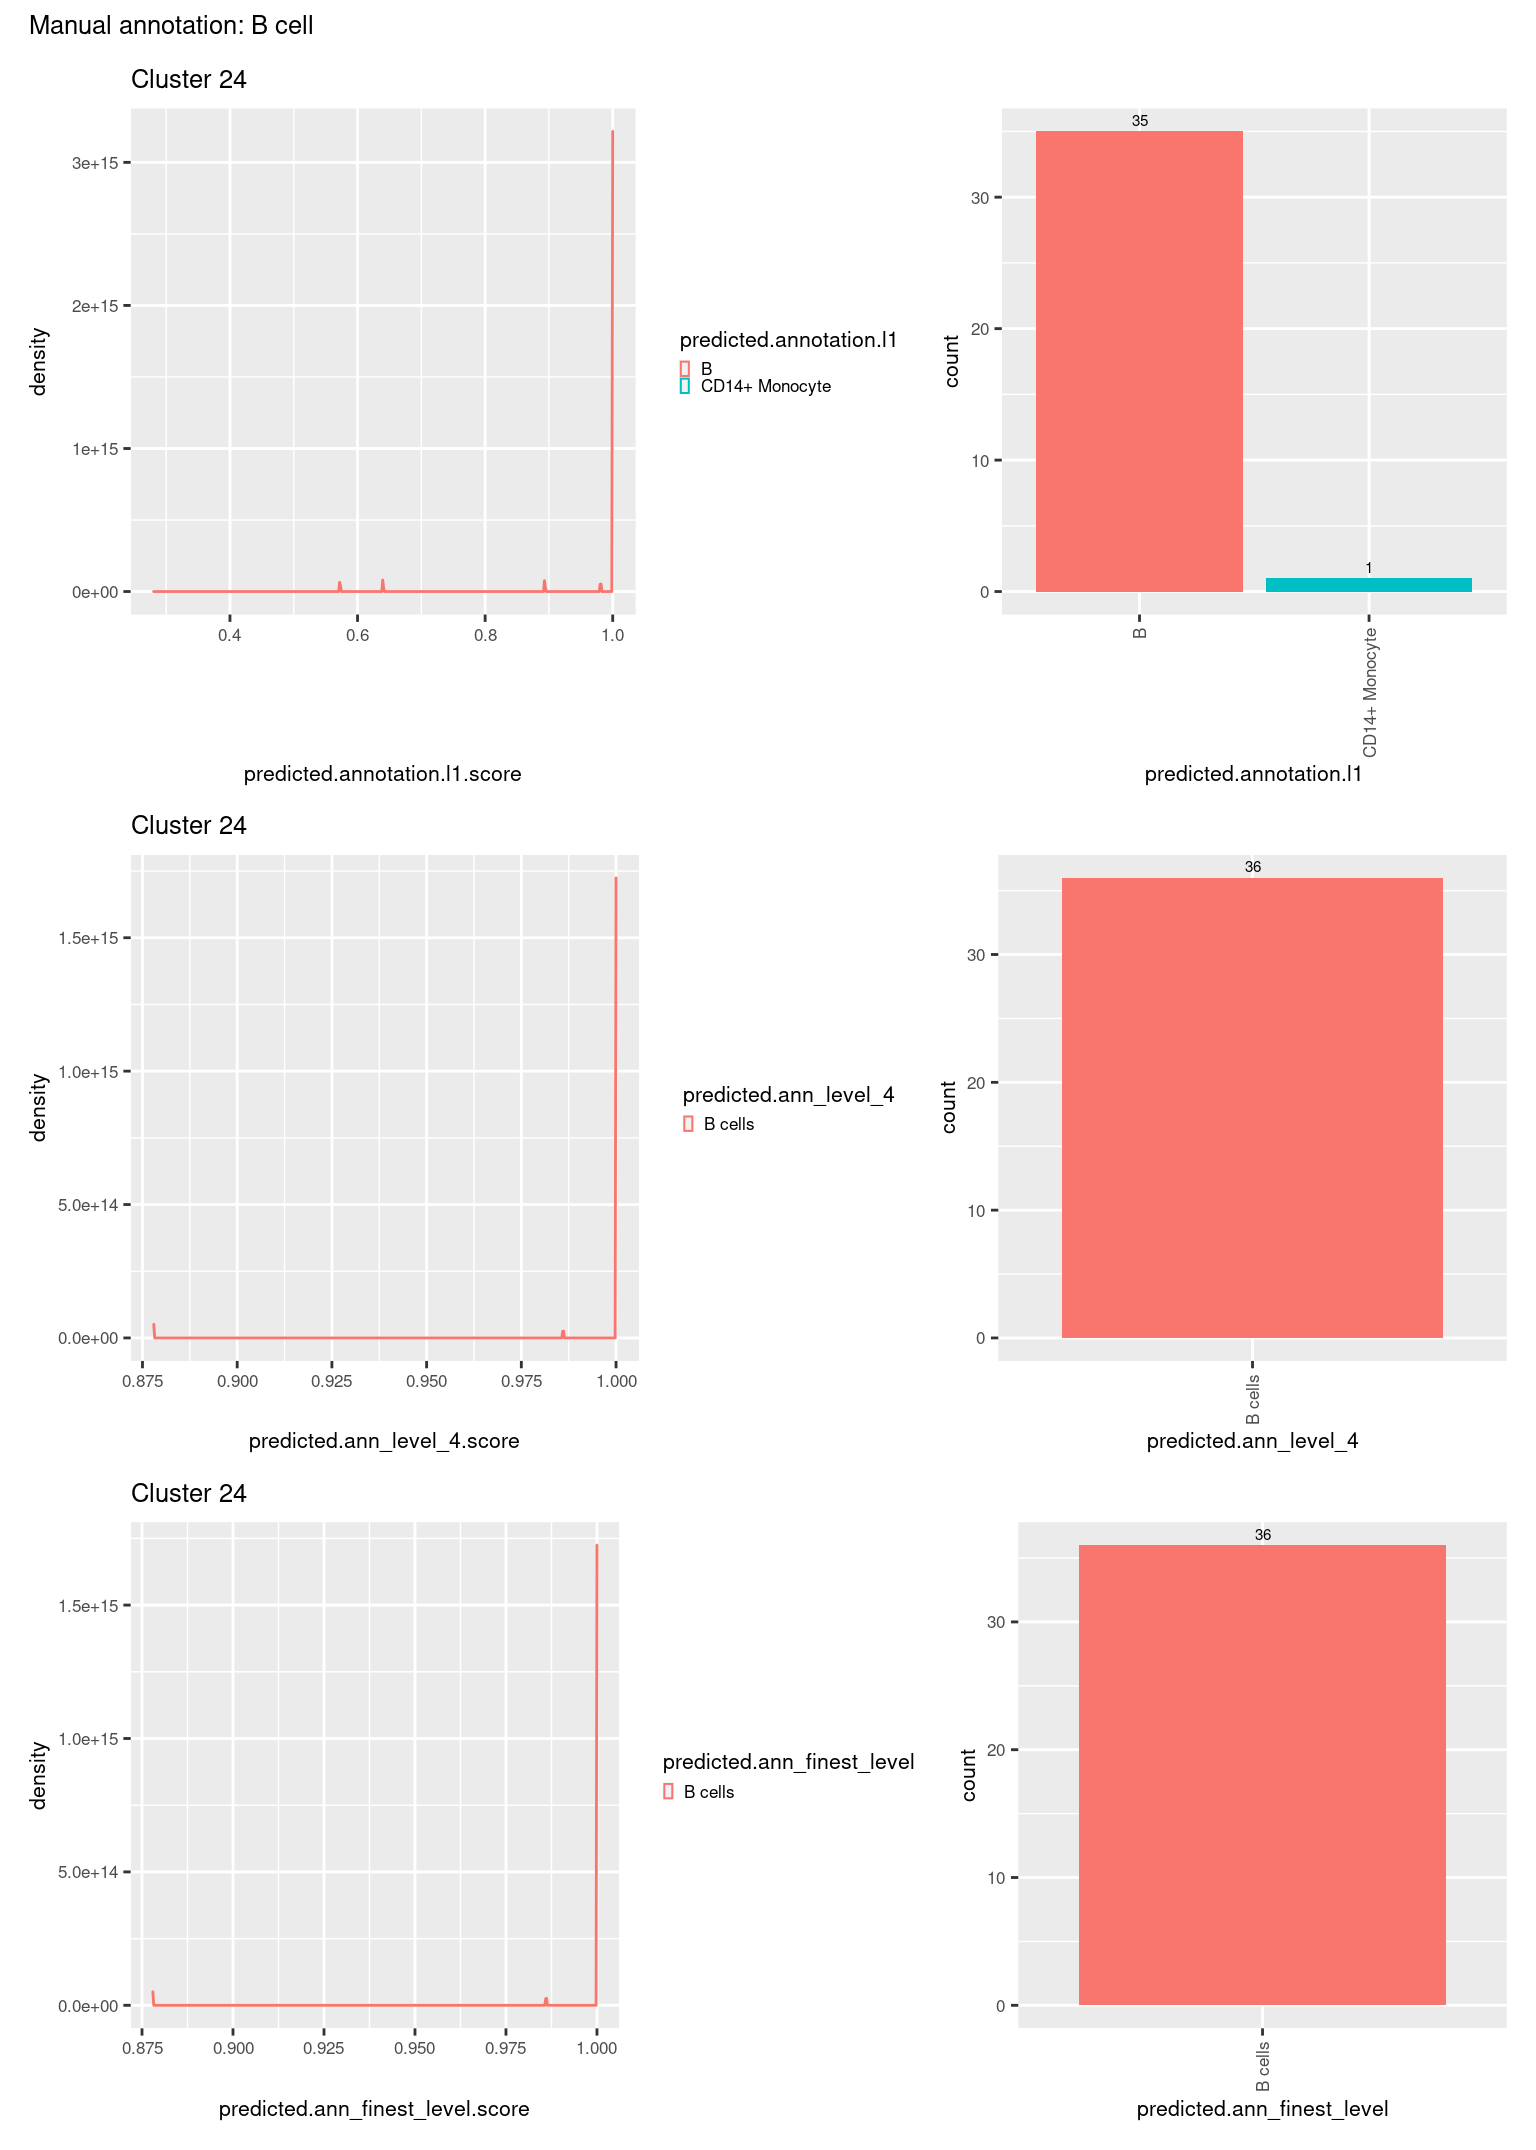 Manual annotation: B cell
Cluster 24
density
3e+15
2e+15
1e+15
0e+00
0.4 0.6 0.8 1.0
predicted.annotation.l1.score
predicted.annotation.l1
B
CD14+ Monocyte
count
30
20
10
0
35
1
B
CD14+ Monocyte
predicted.annotation.l1
Cluster 24
density
1.5e+15
1.0e+15
5.0e+14
0.0e+00
0.875 0.900 0.925 0.950 0.975 1.000
predicted.ann_level_4.score
predicted.ann_level_4
B cells
count
30
20
10
0
36
B cells
predicted.ann_level_4
Cluster 24
density
1.5e+15
1.0e+15
5.0e+14
0.0e+00
0.875 0.900 0.925 0.950 0.975 1.000
predicted.ann_finest_level.score
predicted.ann_finest_level
B cells
count
30
20
10
0
36
B cells
predicted.ann_finest_level